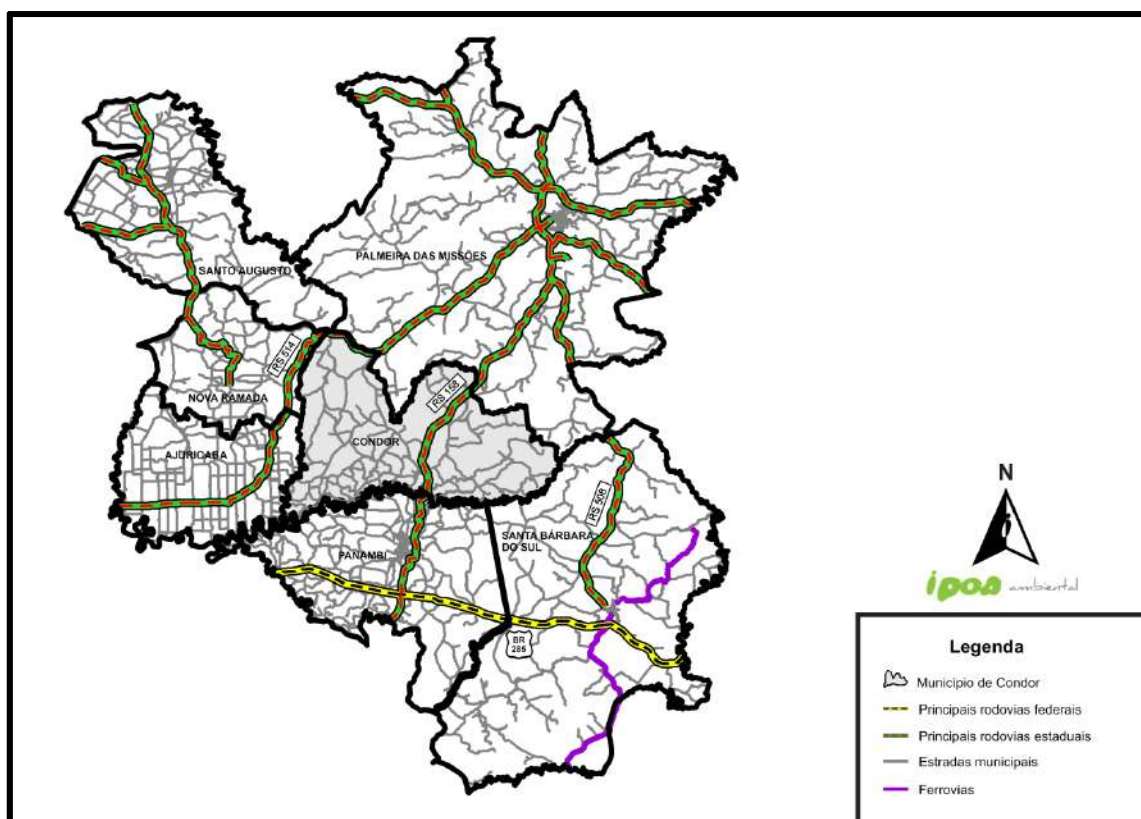 SANTO AUGUSTO
PALMEIRA DAS MISSÕES
RS 514
NOVA RAMADA
RS 158
CONDOR
AJURICABA
RS 508
SANTA BÁRBARA
DO SUL
PANAMBI
BR
285
N
ipoa ambiental
Legenda
Município de Condor
Principais rodovias federais
Principais rodovias estaduais
Estradas municipais
Ferrovias